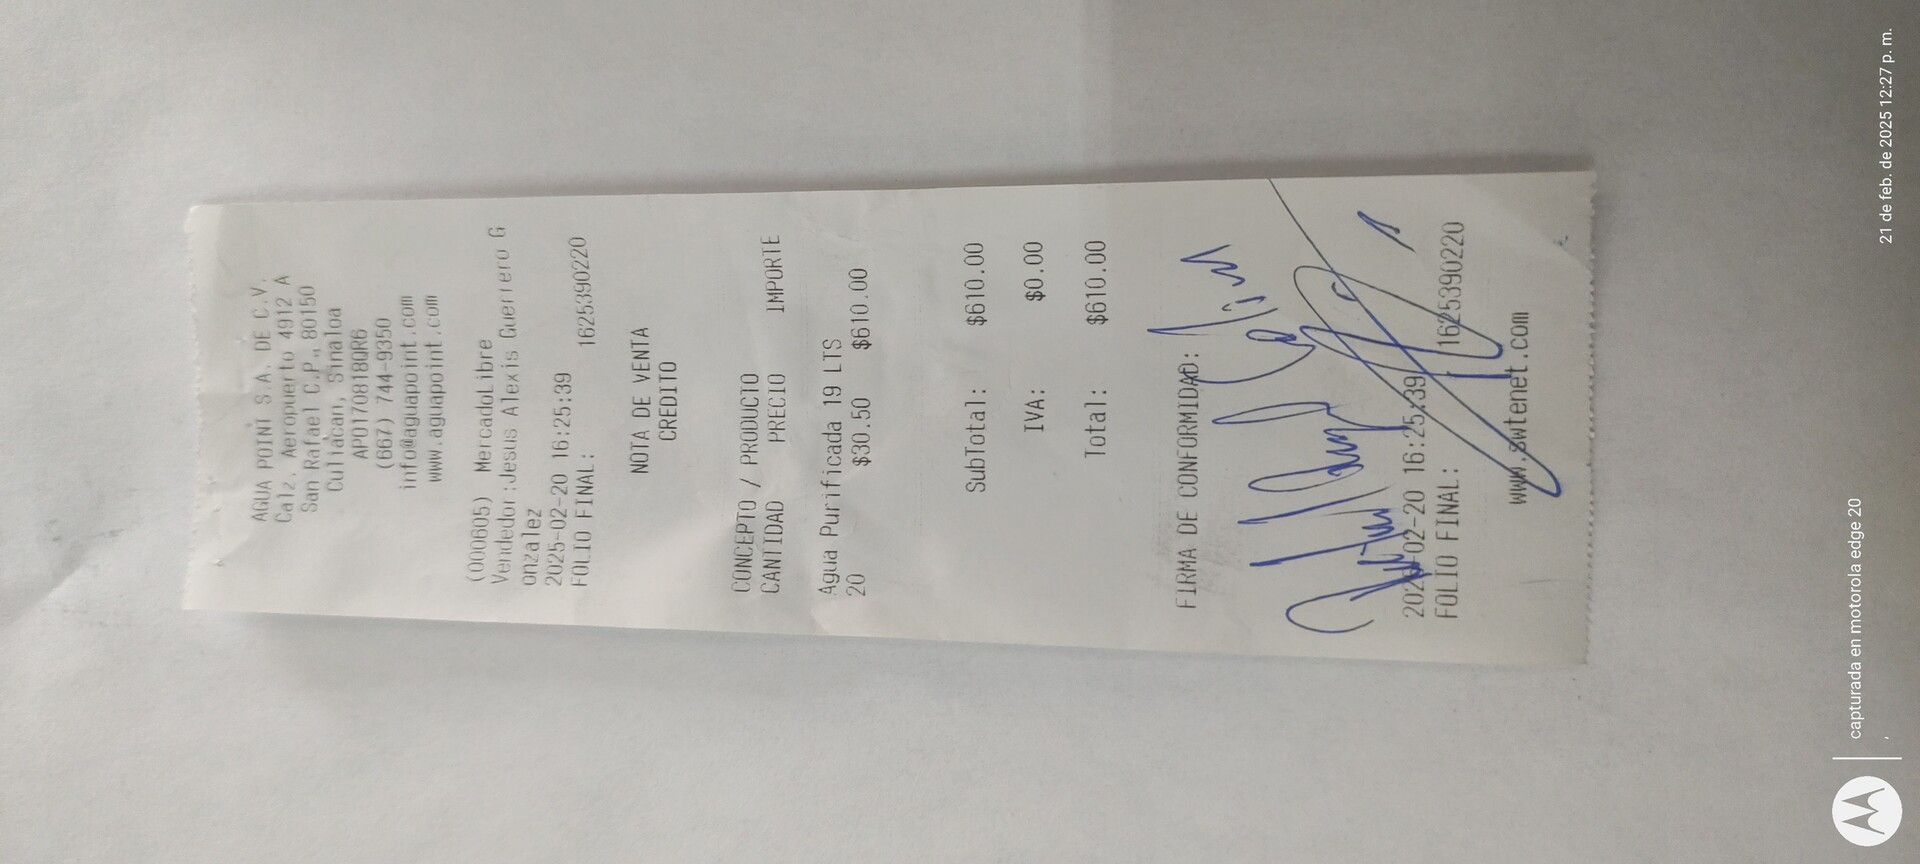 AGUA POINT S.A. DE C.V.
Calz. Aeropuerto 4912 A
San Rafael C.P., 80150
Culiacan, Sinaloa
APO170818QR6
(667) 744-9350
info@aguapoint.com
www.aguapoint.com
(000605) MercadoLibre
Vendedor:Jesus Alexis Guerrero G
onzalez
2025-02-20 16:25:39
FOLIO FINAL: 1625390220
NOTA DE VENTA
CREDITO
CONCEPTO / PRODUCTO
CANTIDAD PRECIO IMPORTE
Agua Purificada 19 LTS
20 $30.50 $610.00
SubTotal: $610.00
IVA: $0.00
Total: $610.00
FIRMA DE CONFORMIDAD:
2025-02-20 16:25:39
FOLIO FINAL: 1625390220
www.swtenet.com
capturada en motorola edge 20
21 de feb. de 2025 12:27 p. m.